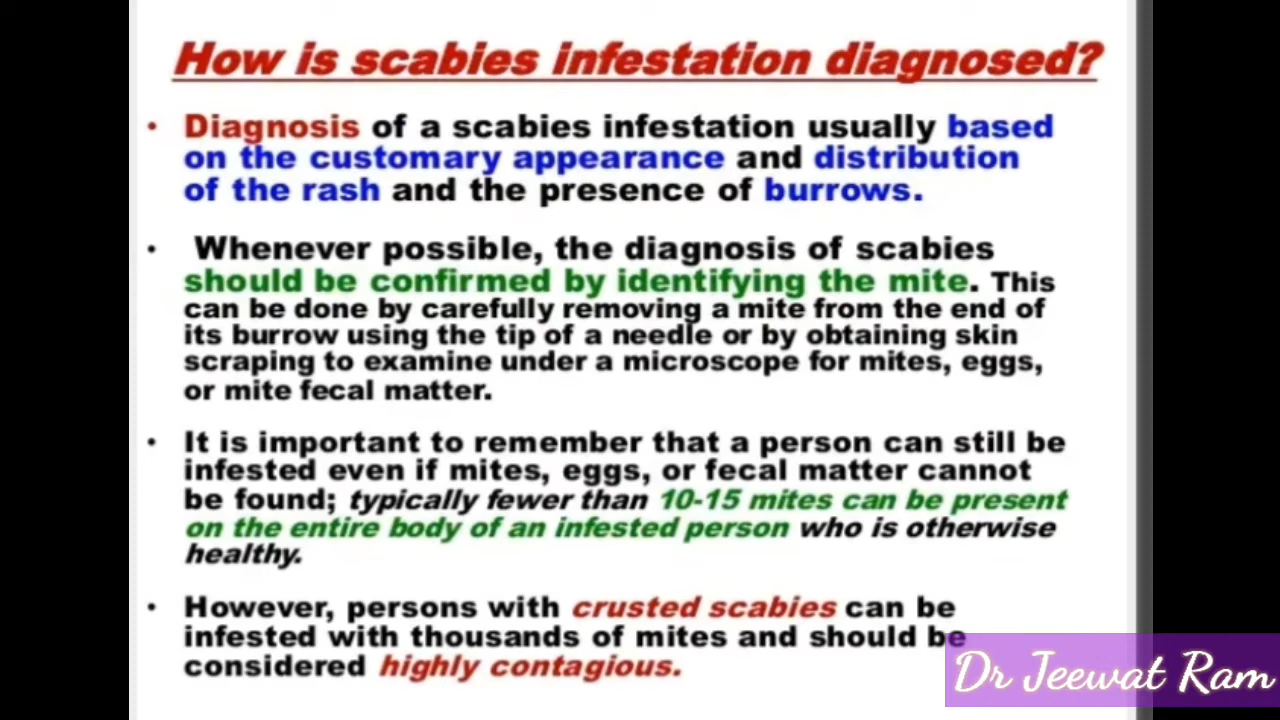 How is scabies infestation diagnosed?
• Diagnosis of a scabies infestation usually based
on the customary appearance and distribution
of the rash and the presence of burrows.
• Whenever possible, the diagnosis of scabies
should be confirmed by identifying the mite. This
can be done by carefully removing a mite from the end of
its burrow using the tip of a needle or by obtaining skin
scraping to examine under a microscope for mites, eggs,
or mite fecal matter.
• It is important to remember that a person can still be
infested even if mites, eggs, or fecal matter cannot
be found; typically fewer than 10-15 mites can be present
on the entire body of an infested person who is otherwise
healthy.
• However, persons with crusted scabies can be
infested with thousands of mites and should be
considered highly contagious.
Dr Jeewat Ram